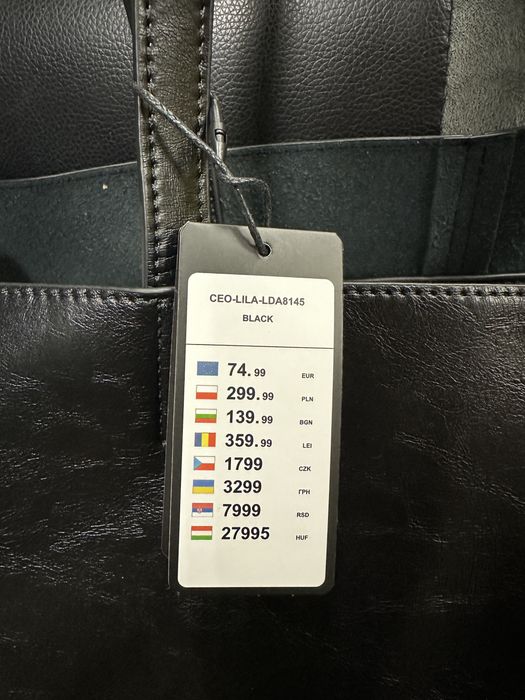 CEO-LILA-LDA8145
BLACK
74.99 EUR
299.99 PLN
139.99 BGN
359.99 LEI
1799 CZK
3299 ГРН
7999 RSD
27995 HUF